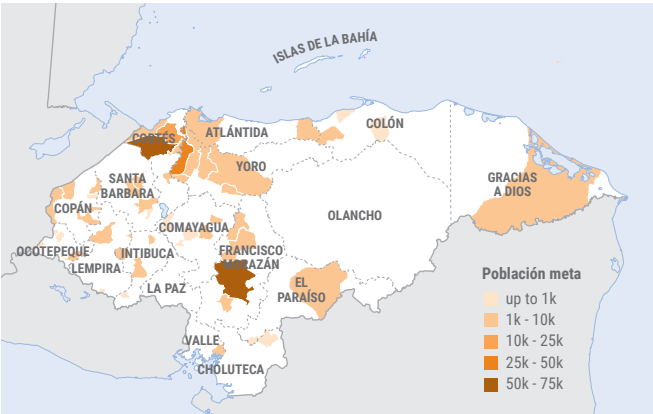 ISLAS DE LA BAHÍA
COLÓN
CORTÉS
ATLÁNTIDA
YORO
SANTA
BARBARA
GRACIAS
A DIOS
COPÁN
OLANCHO
COMAYAGUA
OCOTEPEQUE
INTIBUCA
FRANCISCO
MORAZÁN
LEMPIRA
LA PAZ
EL
PARAÍSO
VALLE
CHOLUTECA
Población meta
up to 1k
1k - 10k
10k - 25k
25k - 50k
50k - 75k